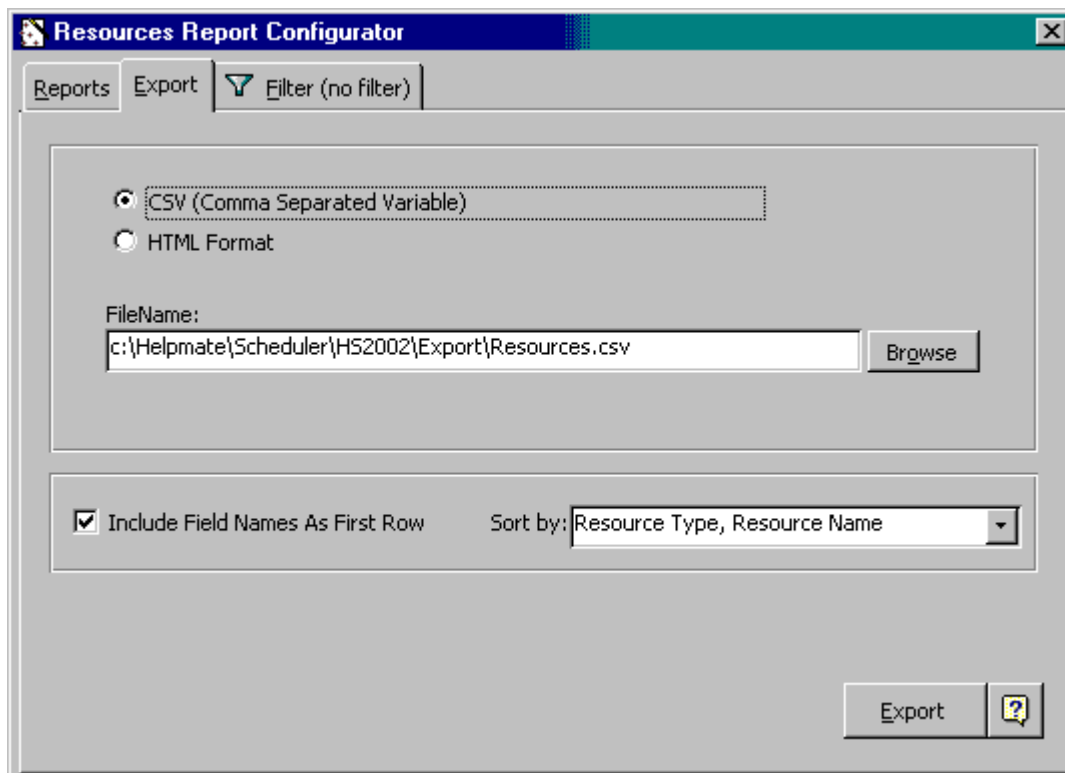 Resources Report Configurator
Reports Export Filter (no filter)
CSV (Comma Separated Variable)
HTML Format
FileName:
c:\Helpmate\Scheduler\HS2002\Export\Resources.csv Browse
Include Field Names As First Row Sort by: Resource Type, Resource Name
Export ?